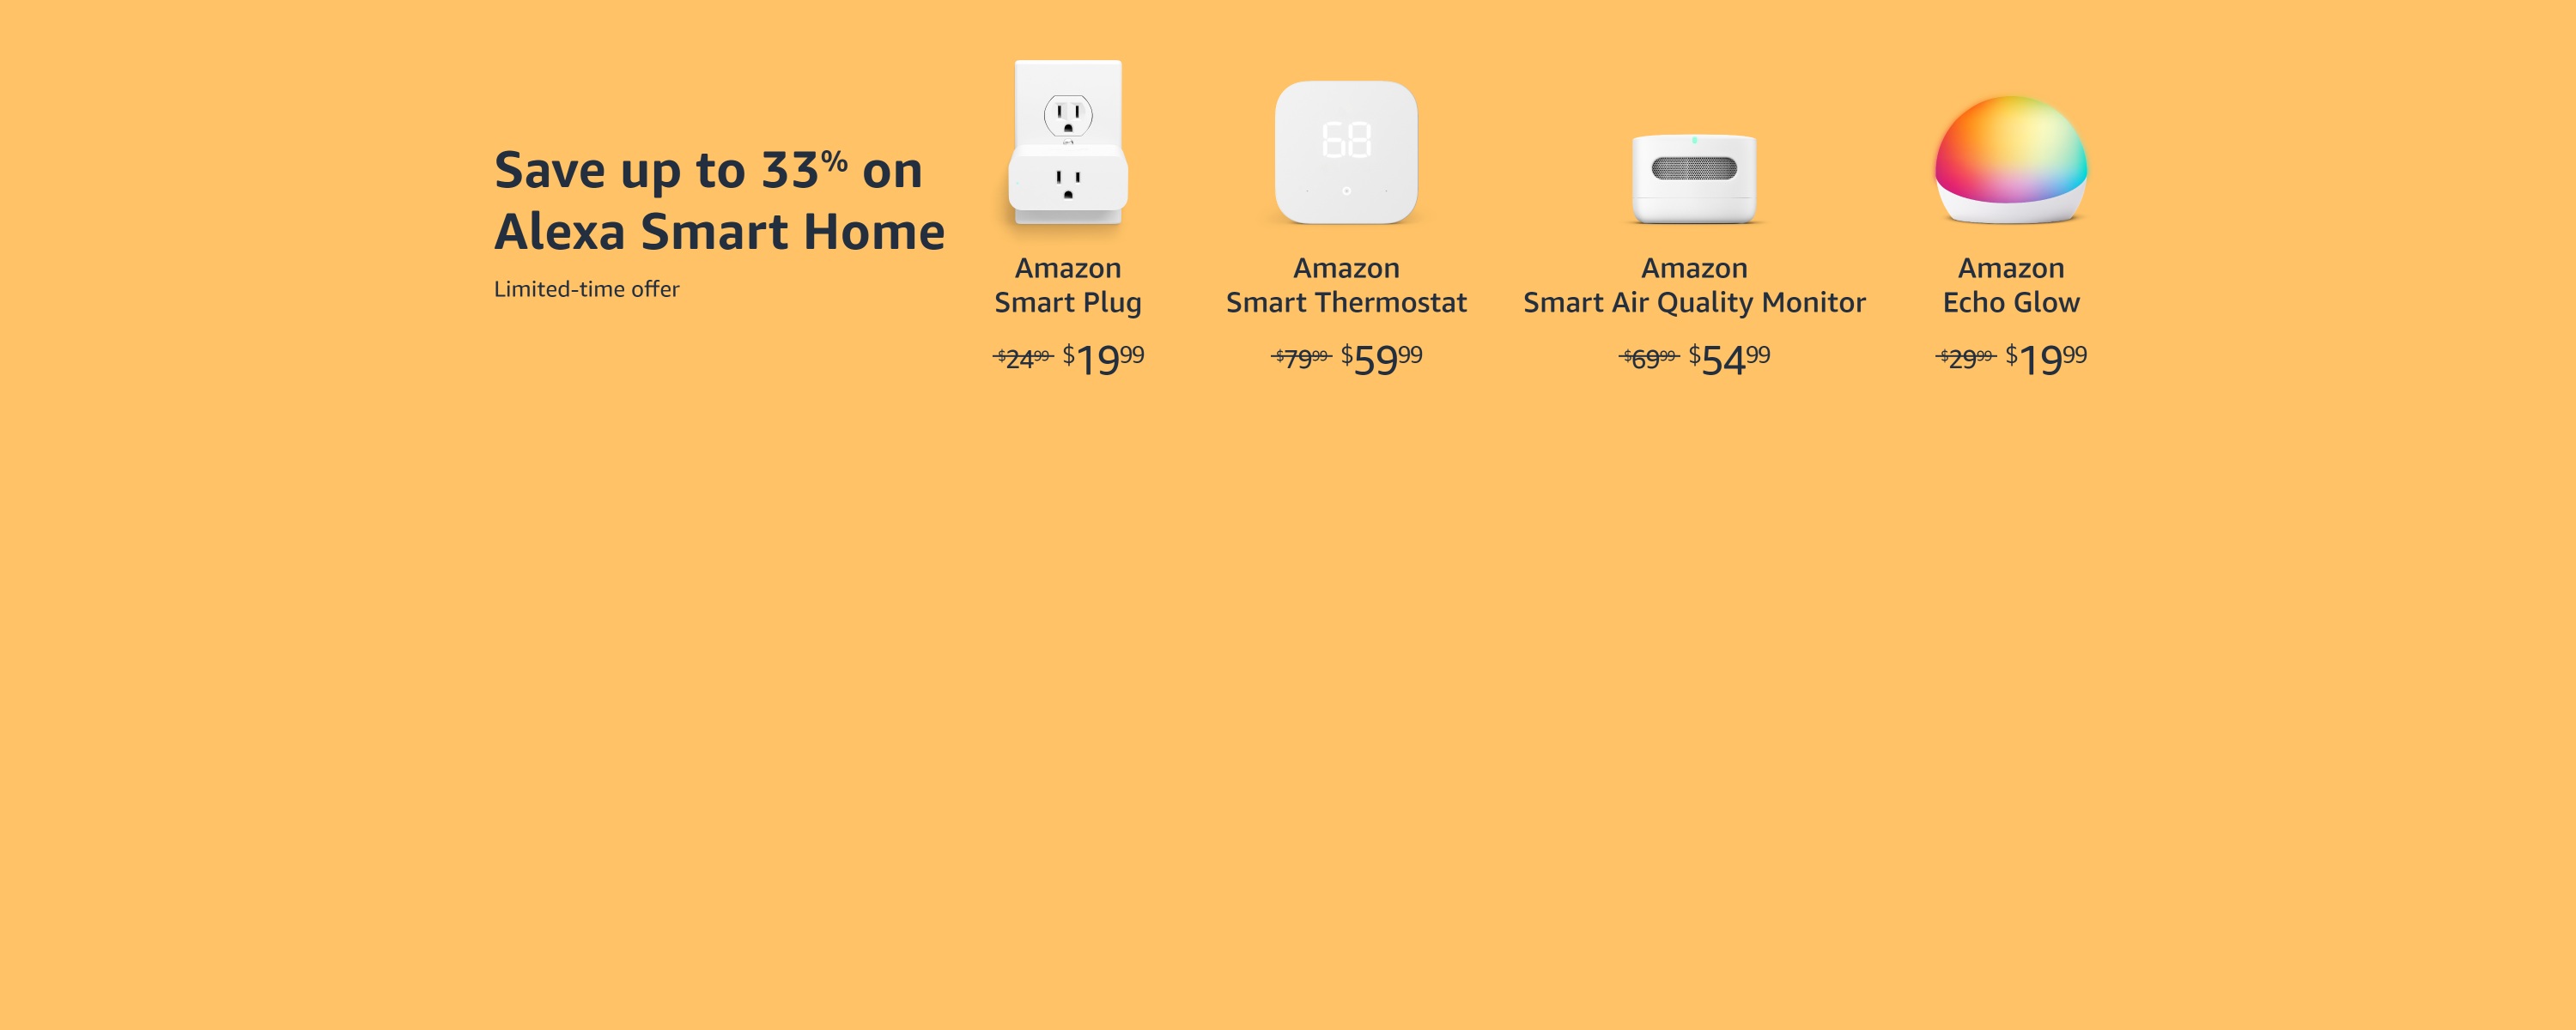 Save up to 33% on
Alexa Smart Home
Limited-time offer
68
Amazon
Smart Plug
$24.99 $19.99
Amazon
Smart Thermostat
$79.99 $59.99
Amazon
Smart Air Quality Monitor
$69.99 $54.99
Amazon
Echo Glow
$29.99 $19.99